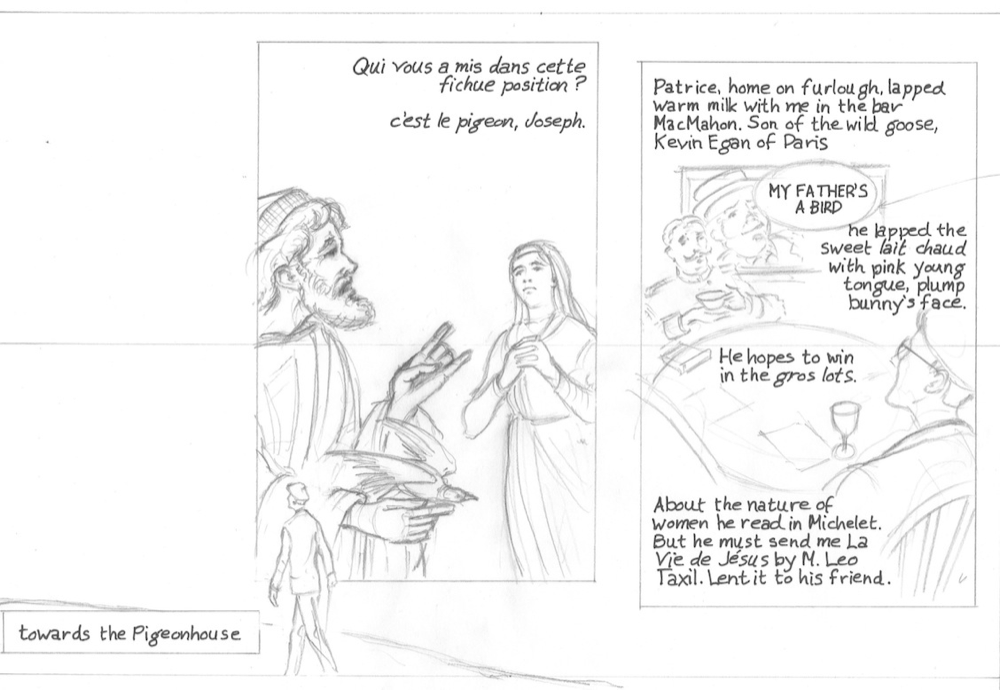 Qui vous a mis dans cette
fichue position?
c'est le pigeon, Joseph.
Patrice, home on furlough, lapped
warm milk with me in the bar
MacMahon. Son of the wild goose,
Kevin Egan of Paris
MY FATHER'S
A BIRD
he lapped the
sweet lait chaud
with pink young
tongue, plump
bunny's face.
He hopes to win
in the gros lots.
About the nature of
women he read in Michelet.
But he must send me La
Vie de Jésus by M. Leo
Taxil. Lent it to his friend.
towards the Pigeonhouse